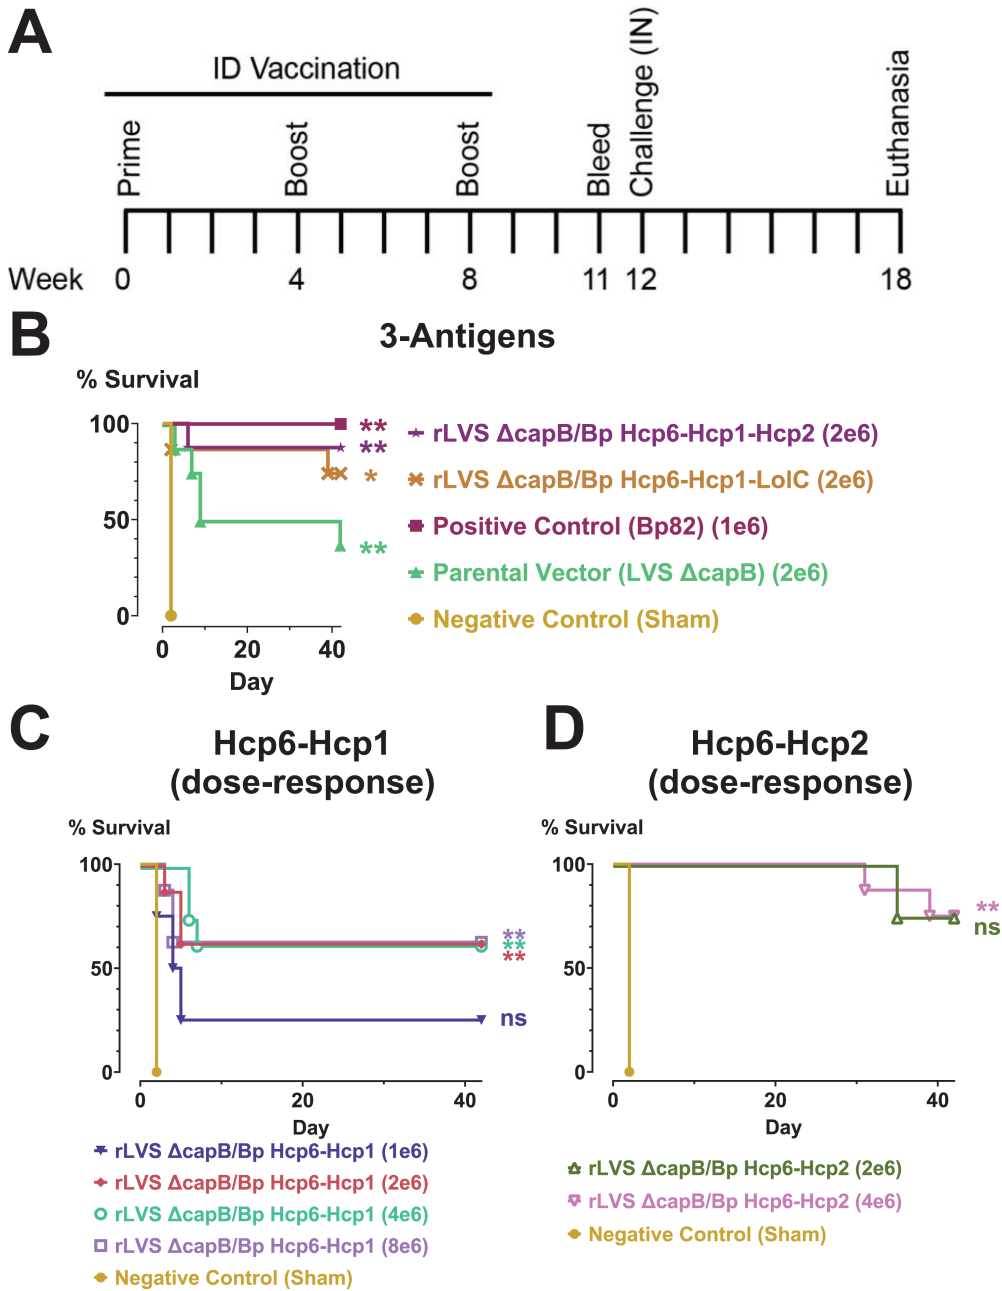 A
ID Vaccination
Prime
Boost
Boost
Bleed
Challenge (IN)
Euthanasia
Week 0 4 8 11 12 18
B
3-Antigens
% Survival
100
50
0
0 20 40
Day
**
**
*
**
rLVS ΔcapB/Bp Hcp6-Hcp1-Hcp2 (2e6)
rLVS ΔcapB/Bp Hcp6-Hcp1-LolC (2e6)
Positive Control (Bp82) (1e6)
Parental Vector (LVS ΔcapB) (2e6)
Negative Control (Sham)
C
Hcp6-Hcp1
(dose-response)
% Survival
100
50
0
0 20 40
Day
**
**
**
ns
rLVS ΔcapB/Bp Hcp6-Hcp1 (1e6)
rLVS ΔcapB/Bp Hcp6-Hcp1 (2e6)
rLVS ΔcapB/Bp Hcp6-Hcp1 (4e6)
rLVS ΔcapB/Bp Hcp6-Hcp1 (8e6)
Negative Control (Sham)
D
Hcp6-Hcp2
(dose-response)
% Survival
100
50
0
0 20 40
Day
**
ns
rLVS ΔcapB/Bp Hcp6-Hcp2 (2e6)
rLVS ΔcapB/Bp Hcp6-Hcp2 (4e6)
Negative Control (Sham)